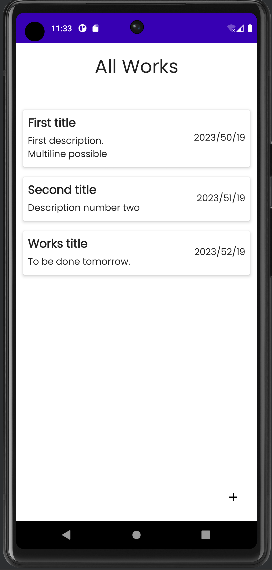 11:33
All Works
First title
First description.
Multiline possible
2023/50/19
Second title
Description number two
2023/51/19
Works title
To be done tomorrow.
2023/52/19
+